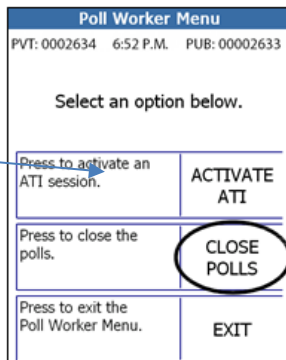 Poll Worker Menu
PVT: 0002634 6:52 P.M. PUB: 00002633
Select an option below.
Press to activate an
ATI session.
ACTIVATE
ATI
Press to close the
polls.
CLOSE
POLLS
Press to exit the
Poll Worker Menu.
EXIT